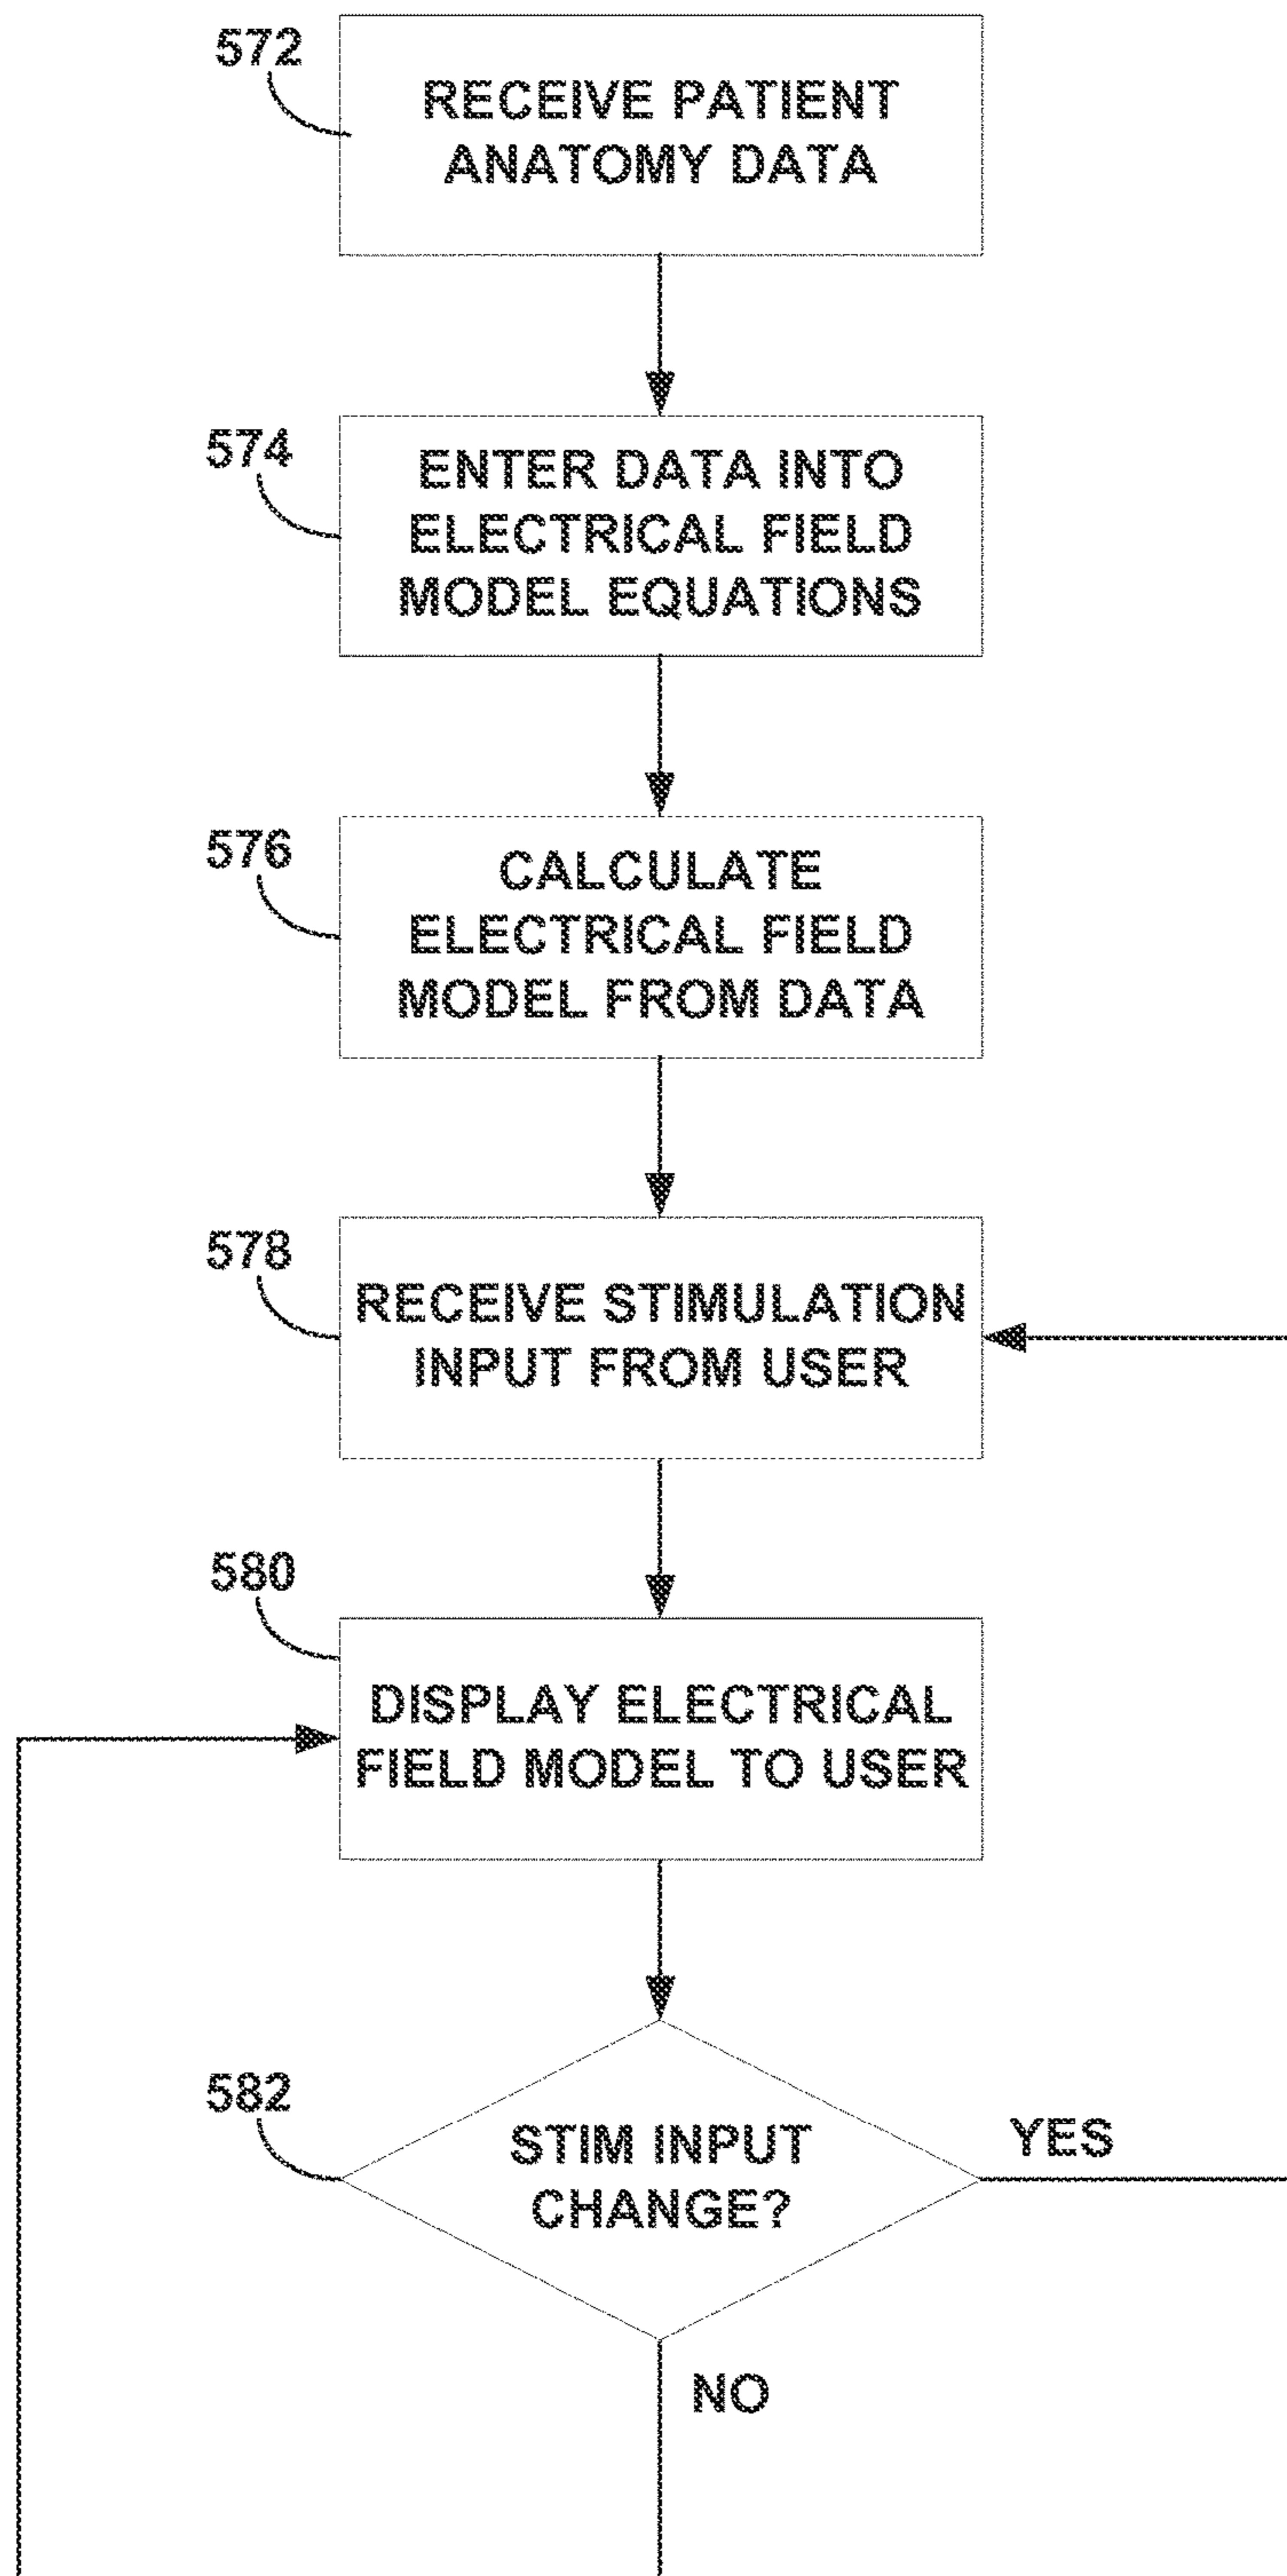 572
RECEIVE PATIENT
ANATOMY DATA
574
ENTER DATA INTO
ELECTRICAL FIELD
MODEL EQUATIONS
576
CALCULATE
ELECTRICAL FIELD
MODEL FROM DATA
578
RECEIVE STIMULATION
INPUT FROM USER
580
DISPLAY ELECTRICAL
FIELD MODEL TO USER
582
STIM INPUT
CHANGE?
YES
NO